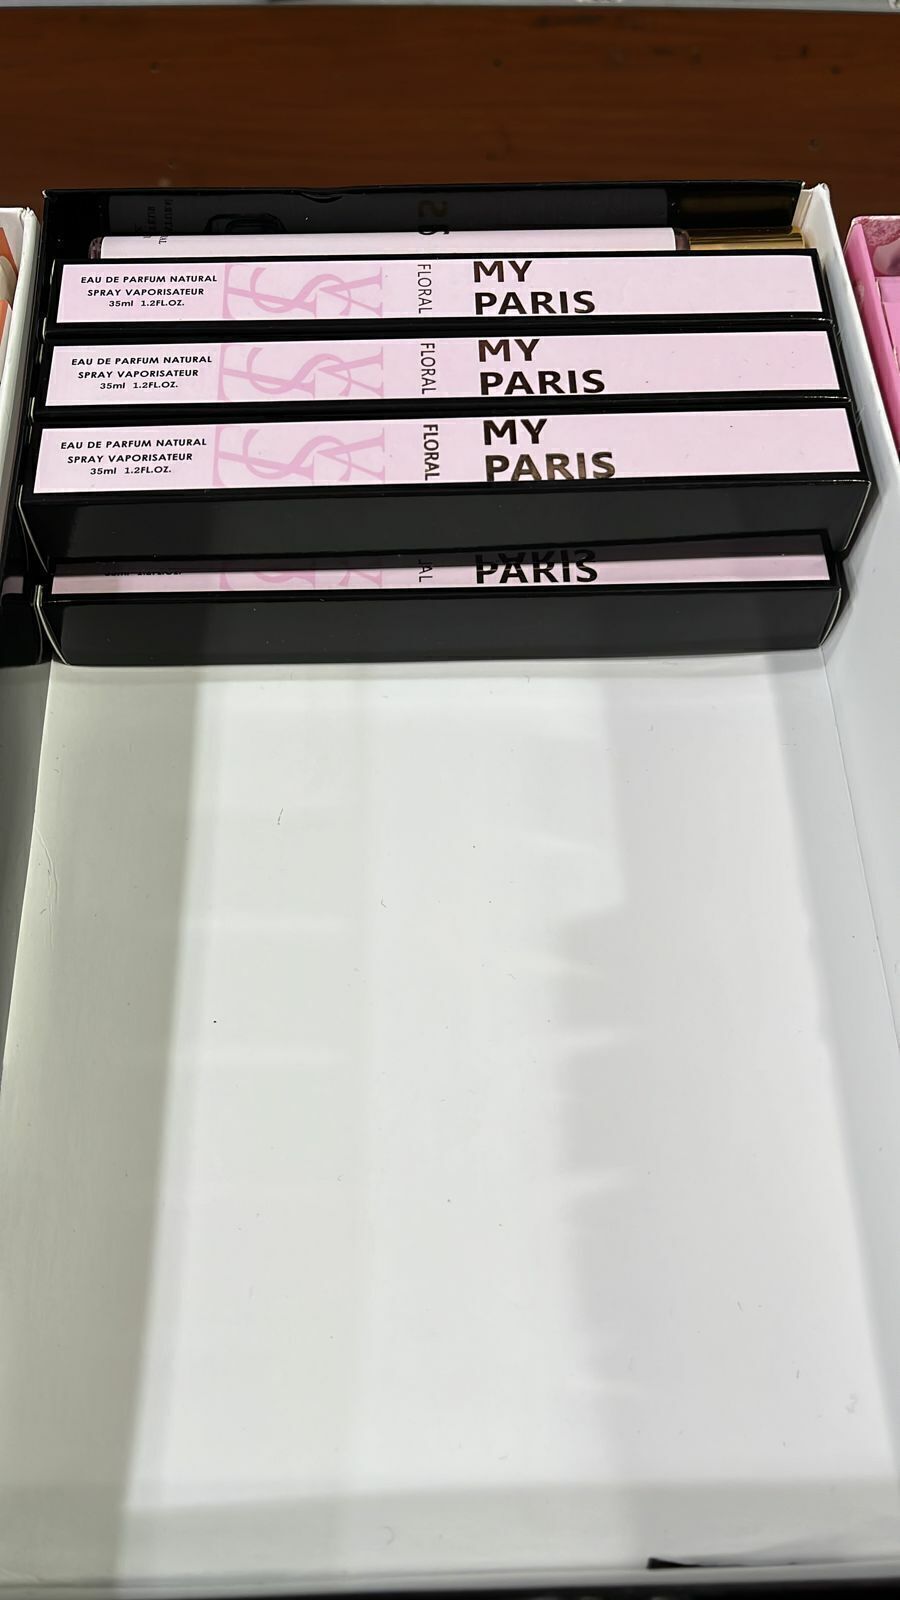 EAU DE PARFUM NATURAL
SPRAY VAPORISATEUR
35ml 1.2FL.OZ.
FLORAL
MY
PARIS
EAU DE PARFUM NATURAL
SPRAY VAPORISATEUR
35ml 1.2FL.OZ.
FLORAL
MY
PARIS
EAU DE PARFUM NATURAL
SPRAY VAPORISATEUR
35ml 1.2FL.OZ.
FLORAL
MY
PARIS
PARIS